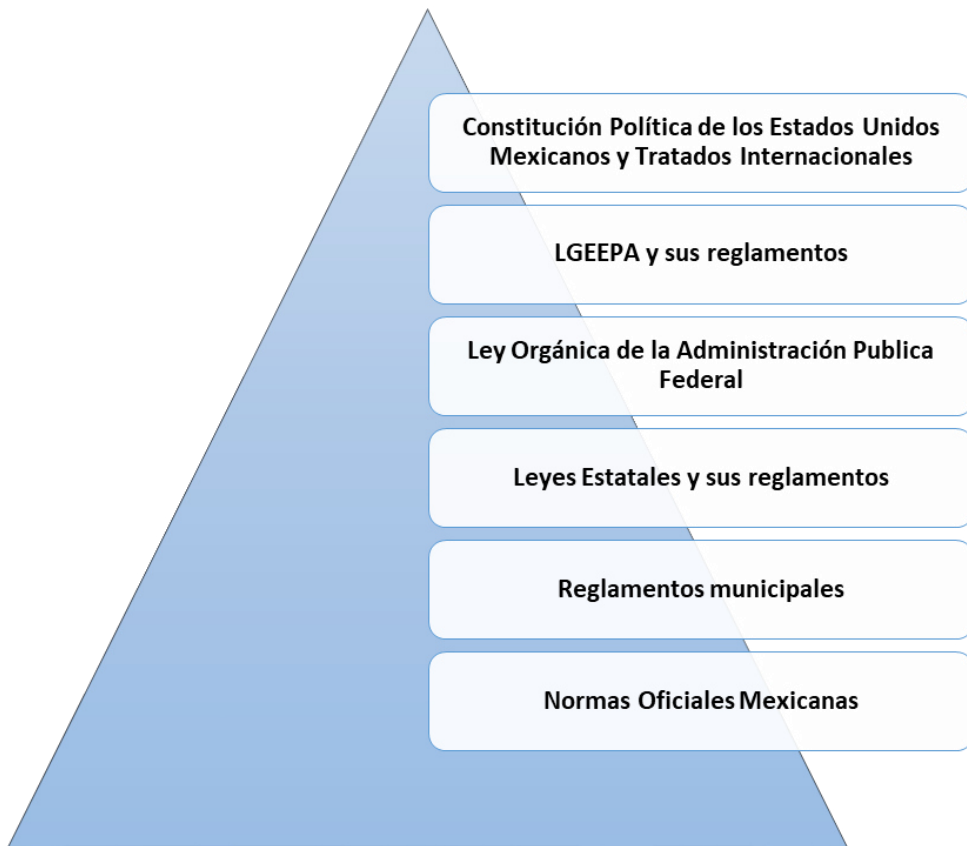 Constitución Política de los Estados Unidos
Mexicanos y Tratados Internacionales
LGEEPA y sus reglamentos
Ley Orgánica de la Administración Publica
Federal
Leyes Estatales y sus reglamentos
Reglamentos municipales
Normas Oficiales Mexicanas